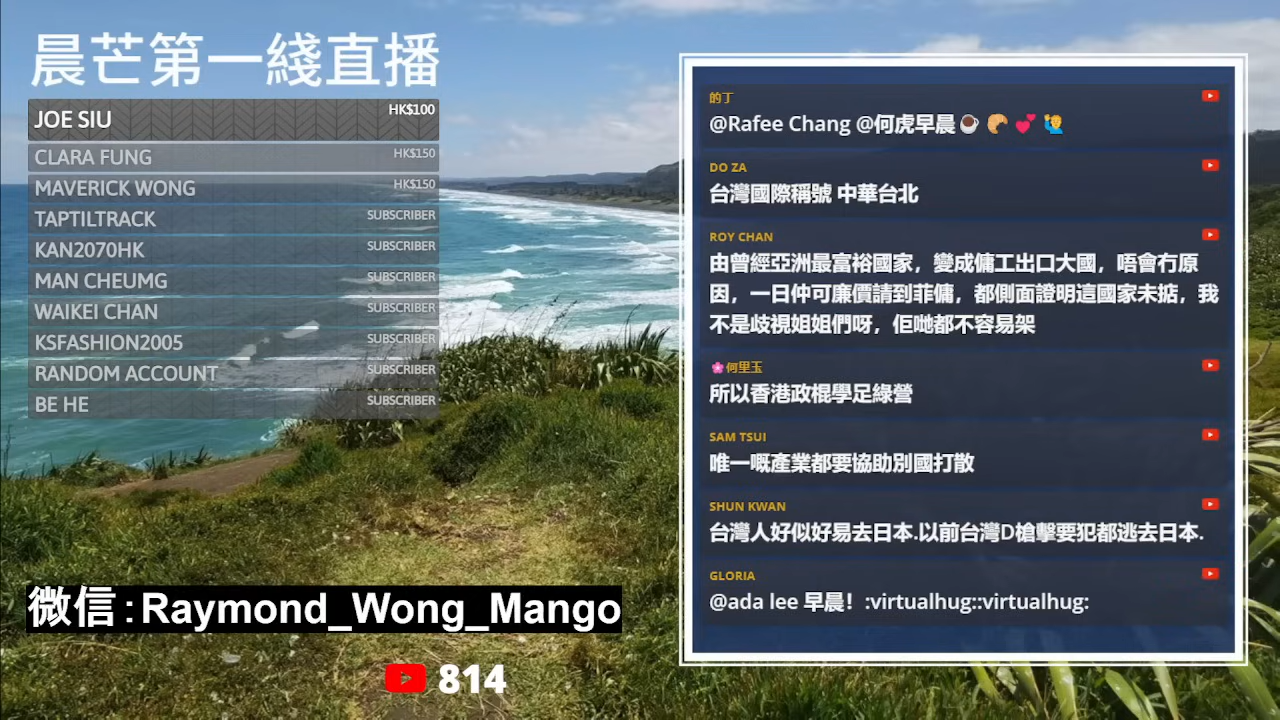 晨芒第一綫直播
JOE SIU HK$100
CLARA FUNG HK$150
MAVERICK WONG HK$150
TAPTILTRACK SUBSCRIBER
KAN2070HK SUBSCRIBER
MAN CHEUMG SUBSCRIBER
WAIKEI CHAN SUBSCRIBER
KSFASHION2005 SUBSCRIBER
RANDOM ACCOUNT SUBSCRIBER
BE HE SUBSCRIBER
微信:Raymond_Wong_Mango
814
的丁
@Rafee Chang @何虎早晨☕🥐💕🙋‍♂️
DO ZA
台灣國際稱號 中華台北
ROY CHAN
由曾經亞洲最富裕國家，變成傭工出口大國，唔會冇原
因，一日仲可廉價請到菲傭，都側面證明這國家未掂，我
不是歧視姐姐們呀，佢哋都不容易架
🌸何里玉
所以香港政棍學足綠營
SAM TSUI
唯一嘅產業都要協助別國打散
SHUN KWAN
台灣人好似好易去日本.以前台灣D槍擊要犯都逃去日本.
GLORIA
@ada lee 早晨！:virtualhug::virtualhug: